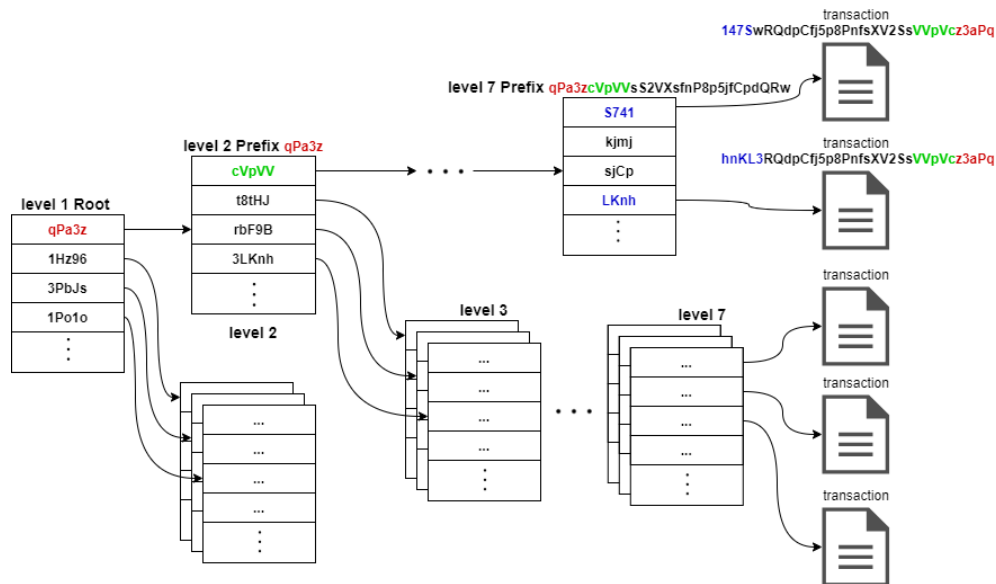 transaction
147SwRQdpCfj5p8PnfsXV2SsVVpVcz3aPq
level 7 Prefix qPa3zcVpVVsS2VXsfnP8p5jfCpdQRw
S741
kjmj
sjCp
LKnh
transaction
hnKL3RQdpCfj5p8PnfsXV2SsVVpVcz3aPq
level 2 Prefix qPa3z
cVpVV
t8tHJ
rbF9B
3LKnh
level 1 Root
qPa3z
1Hz96
3PbJs
1Po1o
level 2
...
...
...
...
level 3
...
...
...
...
level 7
...
...
...
...
transaction
transaction
transaction